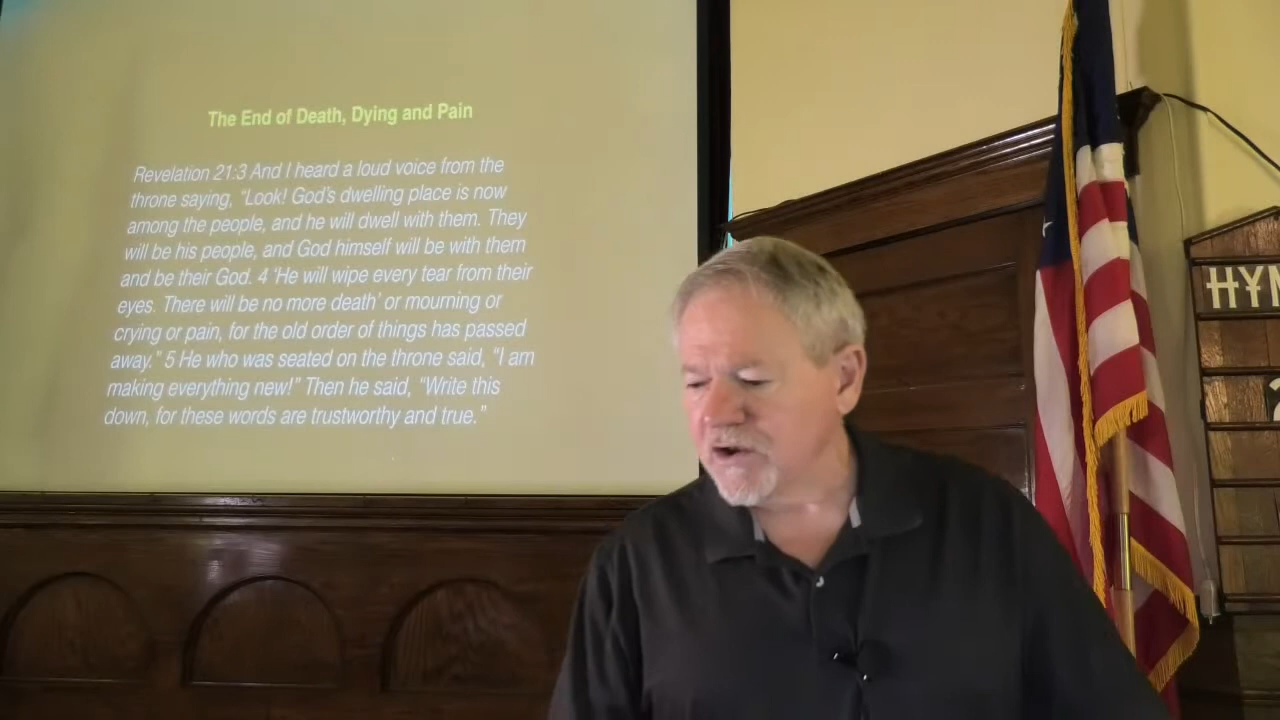 The End of Death, Dying and Pain
Revelation 21:3 And I heard a loud voice from the
throne saying, “Look! God’s dwelling place is now
among the people, and he will dwell with them. They
will be his people, and God himself will be with them
and be their God. 4 ‘He will wipe every tear from their
eyes. There will be no more death’ or mourning or
crying or pain, for the old order of things has passed
away.” 5 He who was seated on the throne said, “I am
making everything new!” Then he said, “Write this
down, for these words are trustworthy and true.”